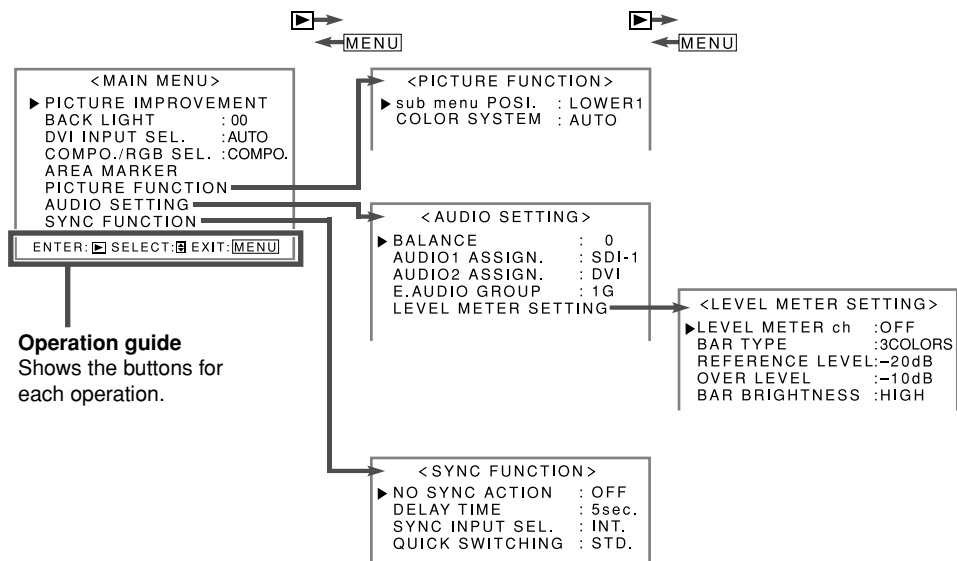 ▶ → ▶ →
← MENU ← MENU
<MAIN MENU>
▶ PICTURE IMPROVEMENT
BACK LIGHT : 00
DVI INPUT SEL. : AUTO
COMPO./RGB SEL. : COMPO.
AREA MARKER
PICTURE FUNCTION
AUDIO SETTING
SYNC FUNCTION
ENTER: ▶ SELECT: EXIT: MENU
Operation guide
Shows the buttons for
each operation.
<PICTURE FUNCTION>
▶ sub menu POSI. : LOWER1
COLOR SYSTEM : AUTO
<AUDIO SETTING>
▶ BALANCE : 0
AUDIO1 ASSIGN. : SDI-1
AUDIO2 ASSIGN. : DVI
E.AUDIO GROUP : 1G
LEVEL METER SETTING
<LEVEL METER SETTING>
▶LEVEL METER ch :OFF
BAR TYPE :3COLORS
REFERENCE LEVEL:–20dB
OVER LEVEL :–10dB
BAR BRIGHTNESS :HIGH
<SYNC FUNCTION>
▶ NO SYNC ACTION : OFF
DELAY TIME : 5sec.
SYNC INPUT SEL. : INT.
QUICK SWITCHING : STD.